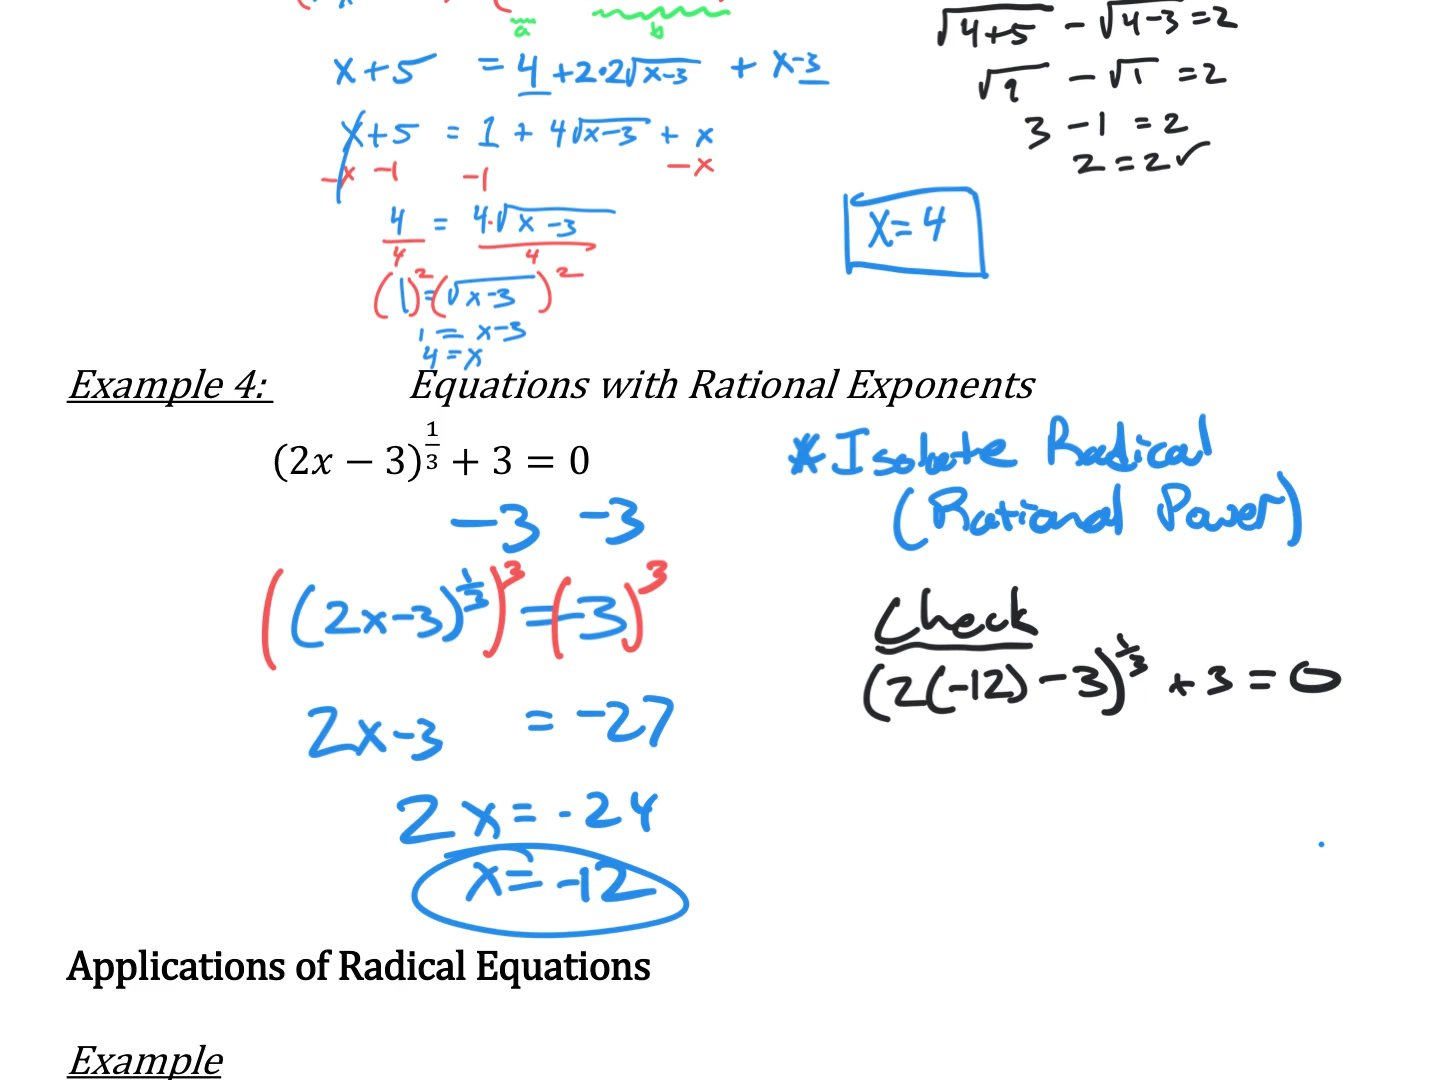 a b
x+5 = 4 +2•2√x-3 + x-3
x+5 = 1 + 4√x-3 + x
-x -1 -1 -x
4/4 = 4•√x-3/4
(1)² = (√x-3)²
1 = x-3
4 = x
√4+5 - √4-3 = 2
√9 - √1 = 2
3 - 1 = 2
2 = 2 ✓
x = 4
Example 4: Equations with Rational Exponents
(2x − 3)^(1/3) + 3 = 0
-3 -3
((2x-3)^(1/3))³ = (-3)³
2x-3 = -27
2x = -24
x = -12
*Isolate Radical
(Rational Power)
Check
(2(-12)-3)^(1/3) + 3 = 0
Applications of Radical Equations
Example